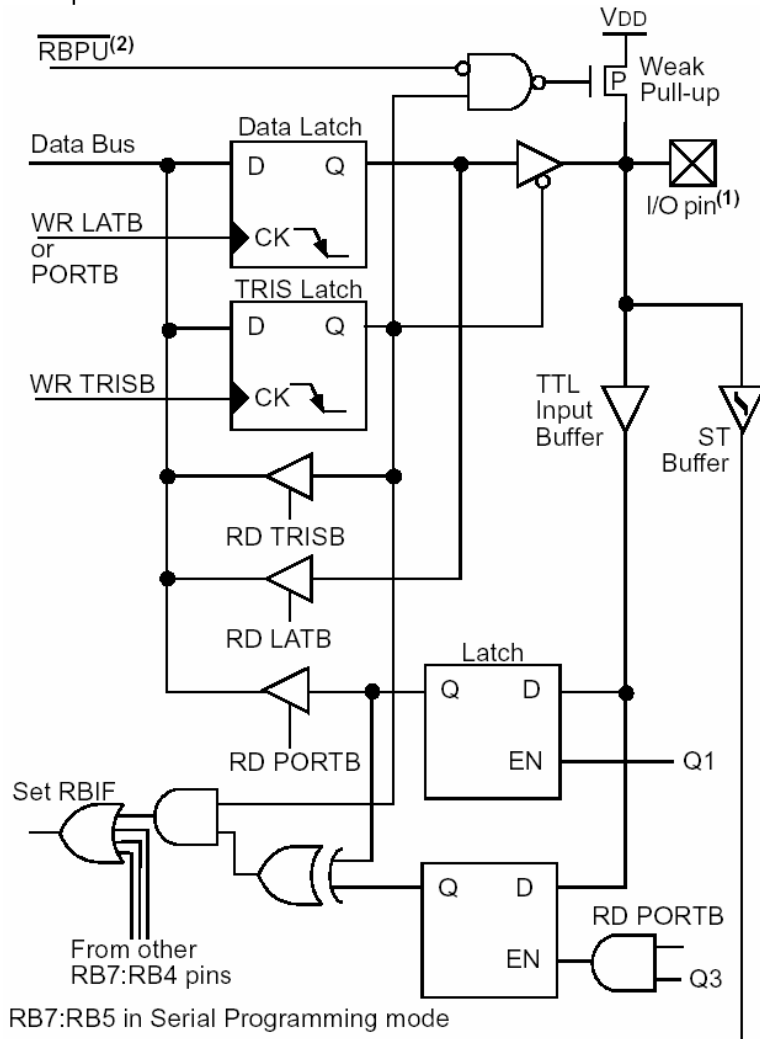 VDD
RBPU(2)
Weak
Pull-up
P
Data Latch
Data Bus
D Q
I/O pin(1)
WR LATB
or
PORTB
CK
TRIS Latch
D Q
WR TRISB
CK
TTL
Input
Buffer
ST
Buffer
RD TRISB
RD LATB
Latch
Q D
EN
Q1
RD PORTB
Set RBIF
Q D
RD PORTB
EN
Q3
From other
RB7:RB4 pins
RB7:RB5 in Serial Programming mode